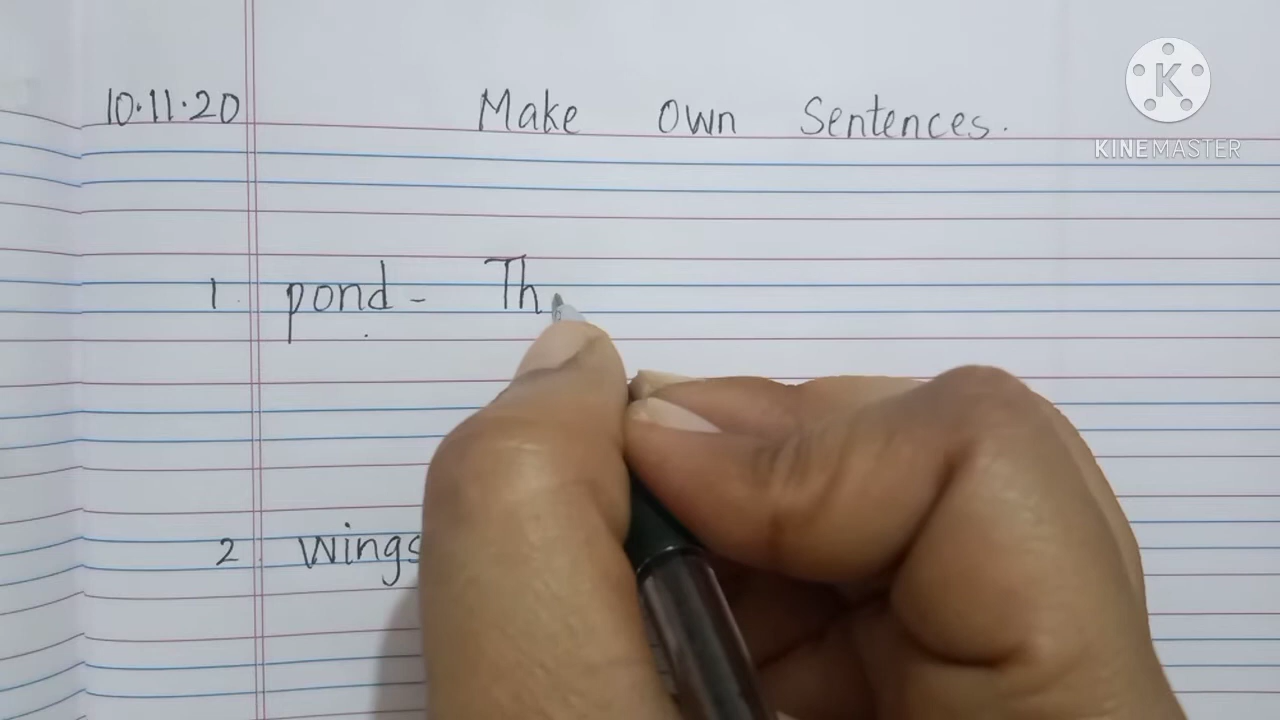 10.11.20 Make Own Sentences.
KINEMASTER
1. pond - Th
2. wings